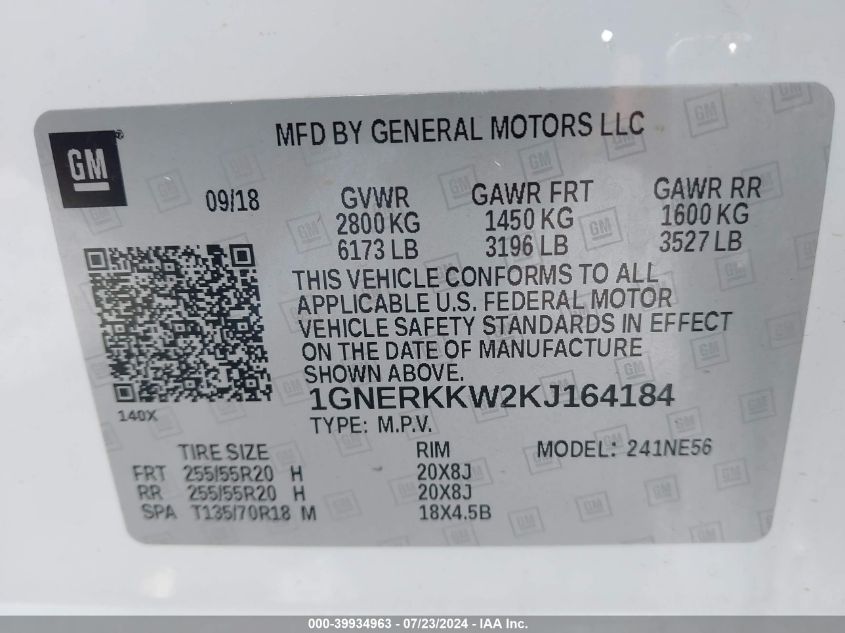 GM
MFD BY GENERAL MOTORS LLC
09/18 GVWR GAWR FRT GAWR RR
2800 KG 1450 KG 1600 KG
6173 LB 3196 LB 3527 LB
THIS VEHICLE CONFORMS TO ALL
APPLICABLE U.S. FEDERAL MOTOR
VEHICLE SAFETY STANDARDS IN EFFECT
ON THE DATE OF MANUFACTURE
SHOWN ABOVE.
1GNERKKW2KJ164184
140X
TYPE: M.P.V.
TIRE SIZE RIM MODEL: 241NE56
FRT 255/55R20 H 20X8J
RR 255/55R20 H 20X8J
SPA T135/70R18 M 18X4.5B
000-39934963 - 07/23/2024 - IAA Inc.